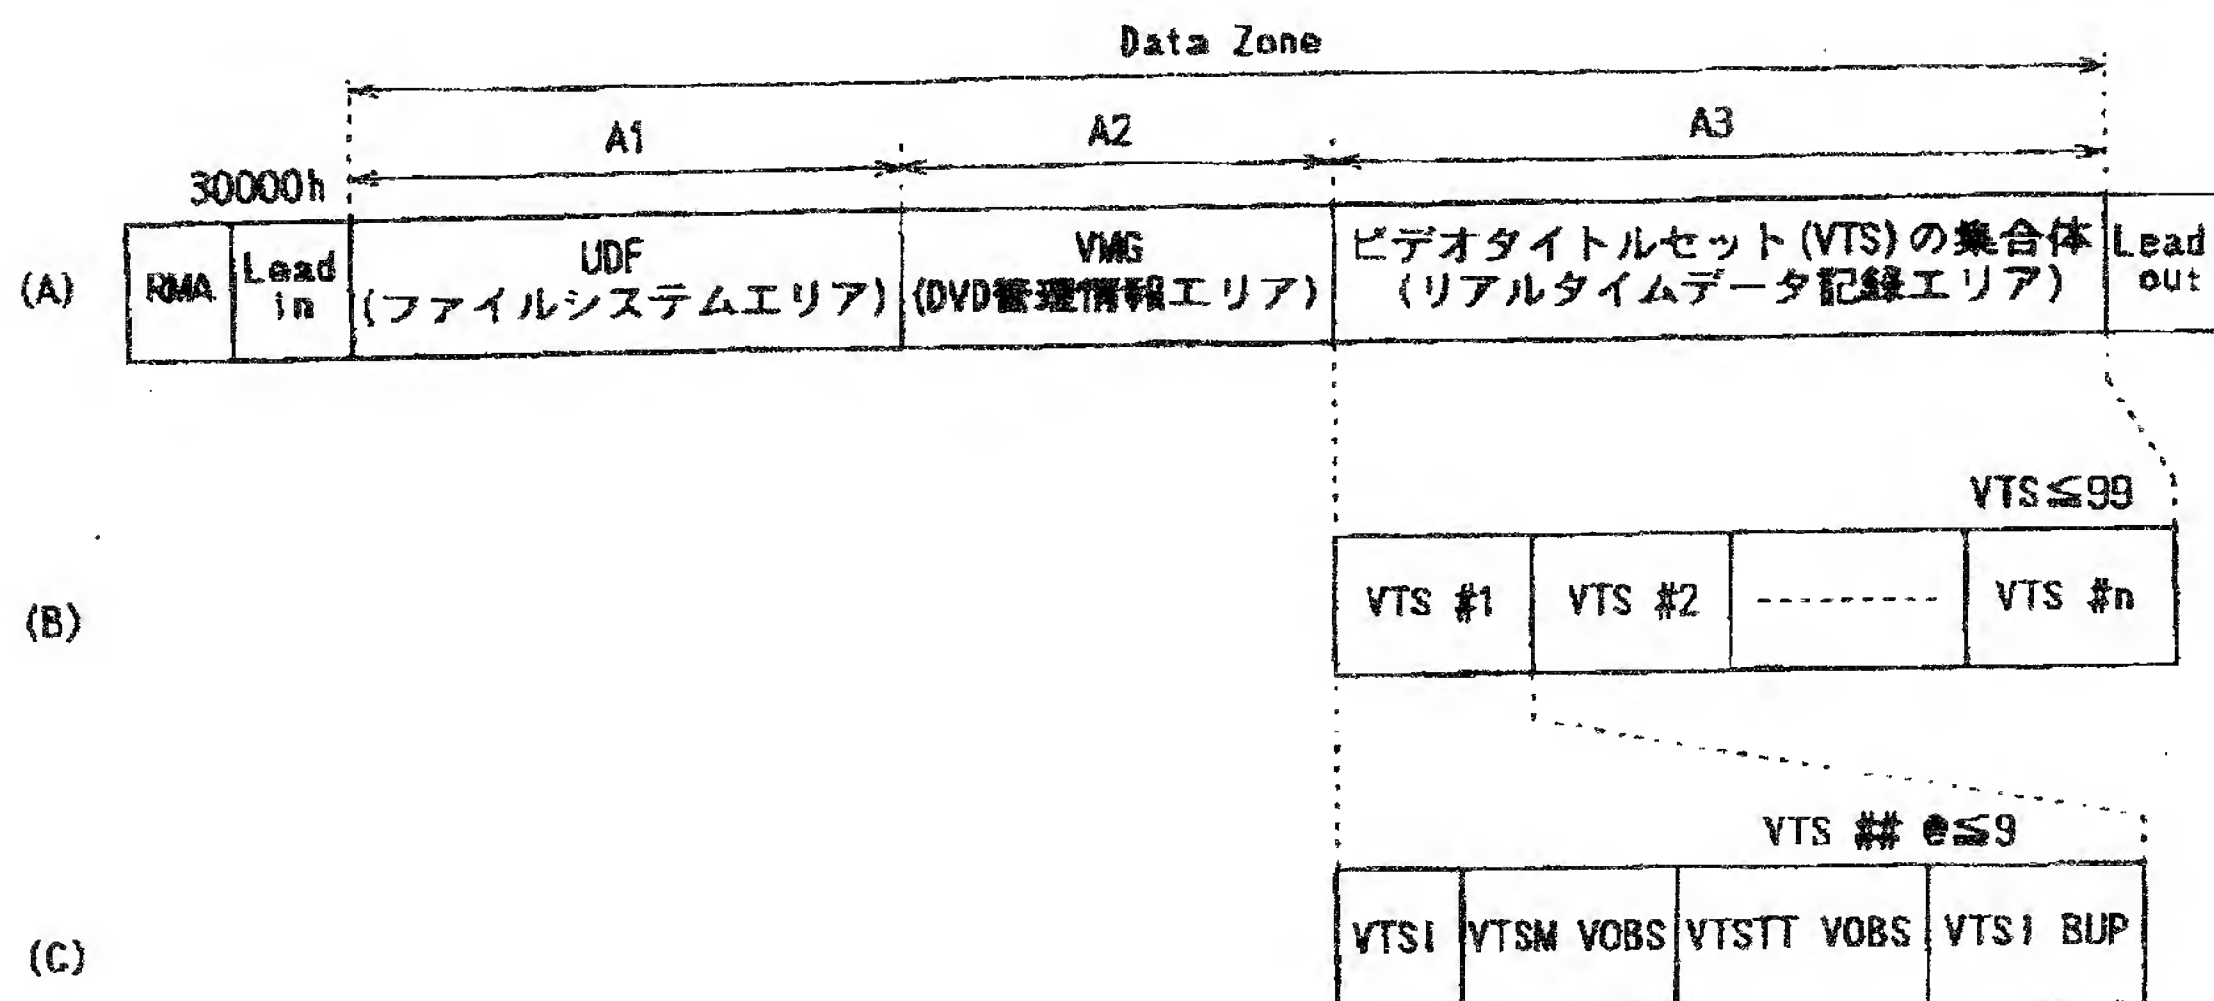 Data Zone
A1
A2
A3
30000h
(A)
RMA
Lead
in
UDF
(ファイルシステムエリア)
VMG
(DVD管理情報エリア)
ビデオタイトルセット(VTS)の集合体
(リアルタイムデータ記録エリア)
Lead
out
VTS≦99
(B)
VTS #1
VTS #2
VTS #n
VTS ## @≦9
(C)
VTSI
VTSM VOBS
VTSTT VOBS
VTSI BUP